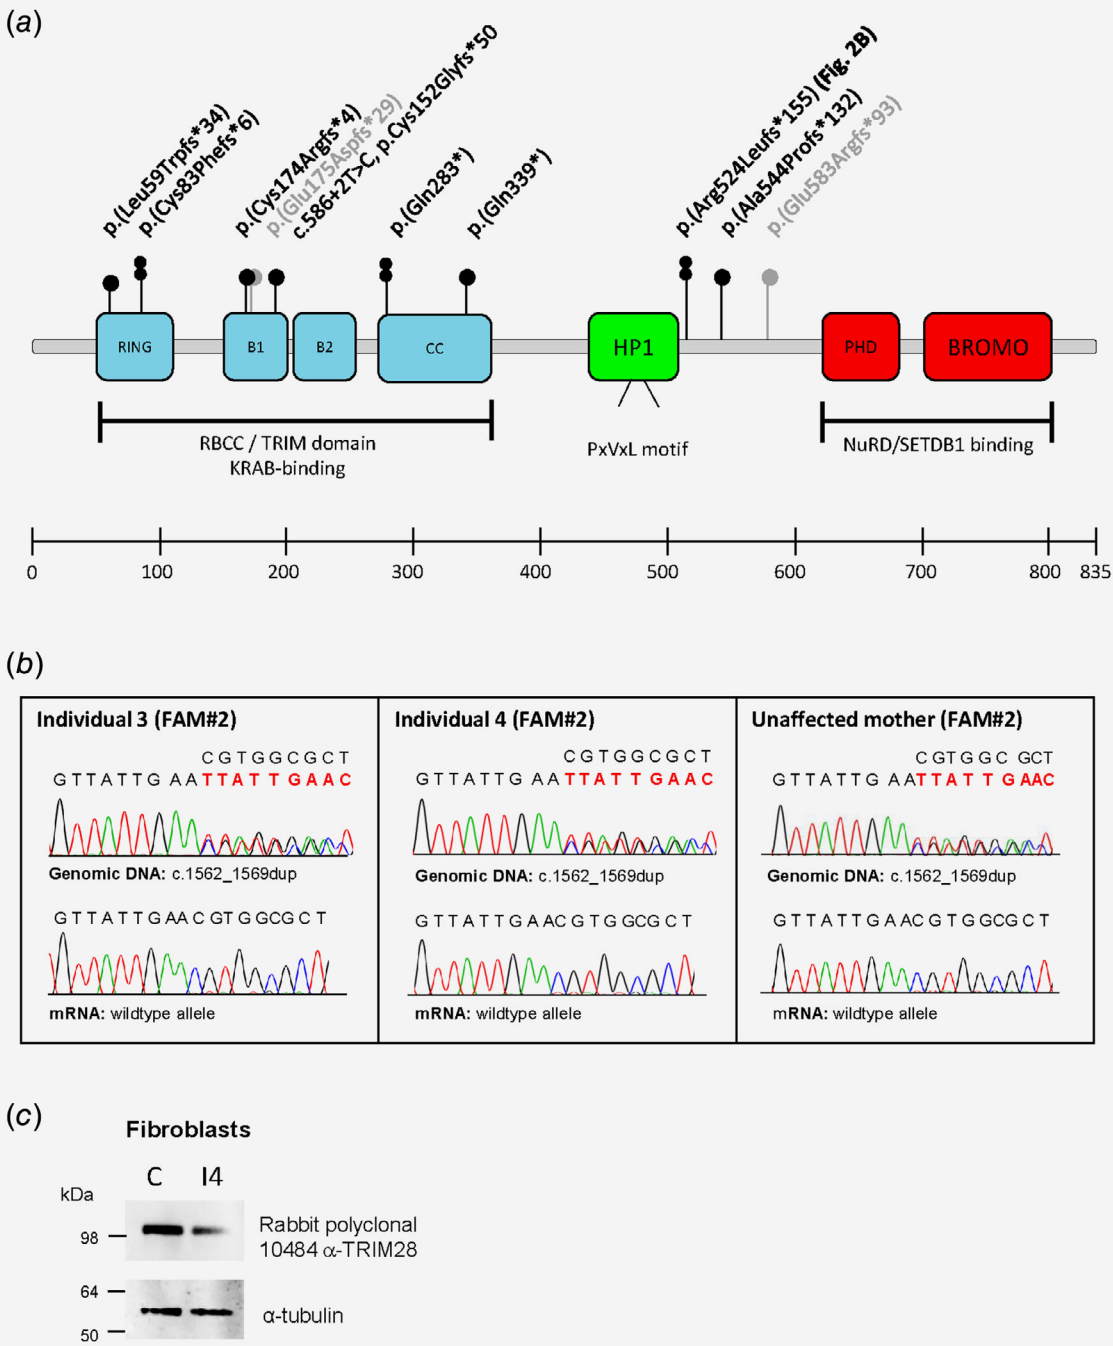 (a)
p.(Leu59Trpfs*34)
p.(Cys83Phefs*6)
p.(Cys174Argfs*4)
p.(Glu175Aspfs*29)
c.586+2T>C, p.Cys152Glyfs*50
p.(Gln283*)
p.(Gln339*)
p.(Arg524Leufs*155) (Fig. 2B)
p.(Ala544Profs*132)
p.(Glu583Argfs*93)
RING
B1
B2
CC
HP1
PHD
BROMO
RBCC / TRIM domain
KRAB-binding
PxVxL motif
NuRD/SETDB1 binding
0 100 200 300 400 500 600 700 800 835
(b)
Individual 3 (FAM#2)
CGTGGCGCT
GTTATTG AATTATTGAAC
Genomic DNA: c.1562_1569dup
GTTATTGAACGTGGCGCT
mRNA: wildtype allele
Individual 4 (FAM#2)
CGTGGCGCT
GTTATTG AATTATTGAAC
Genomic DNA: c.1562_1569dup
GTTATTGAACGTGGCGCT
mRNA: wildtype allele
Unaffected mother (FAM#2)
CGTGGC GCT
GTTATTG AATTATTGAAC
Genomic DNA: c.1562_1569dup
GTTATTGAACGTGGCGCT
mRNA: wildtype allele
(c)
Fibroblasts
C I4
kDa
98
Rabbit polyclonal
10484 α-TRIM28
64
α-tubulin
50